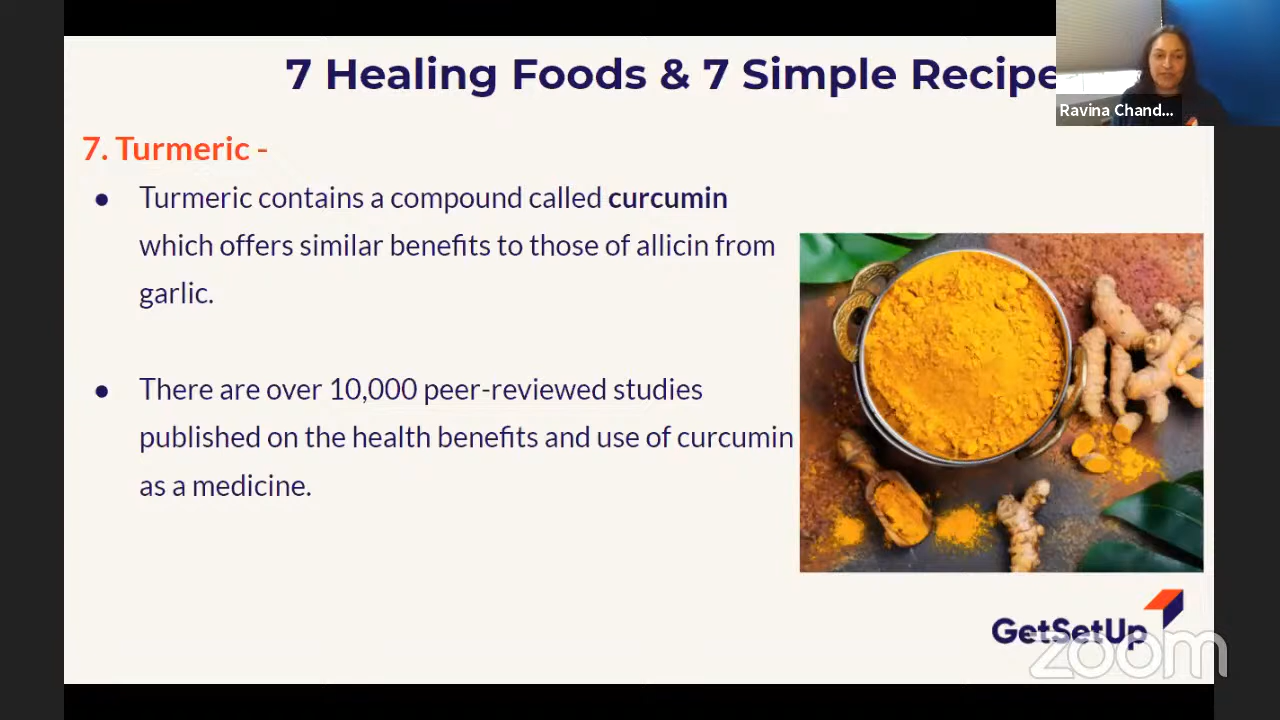 7 Healing Foods & 7 Simple Recipe
Ravina Chand...
7. Turmeric -
● Turmeric contains a compound called curcumin
which offers similar benefits to those of allicin from
garlic.
● There are over 10,000 peer-reviewed studies
published on the health benefits and use of curcumin
as a medicine.
GetSetUp
zoom